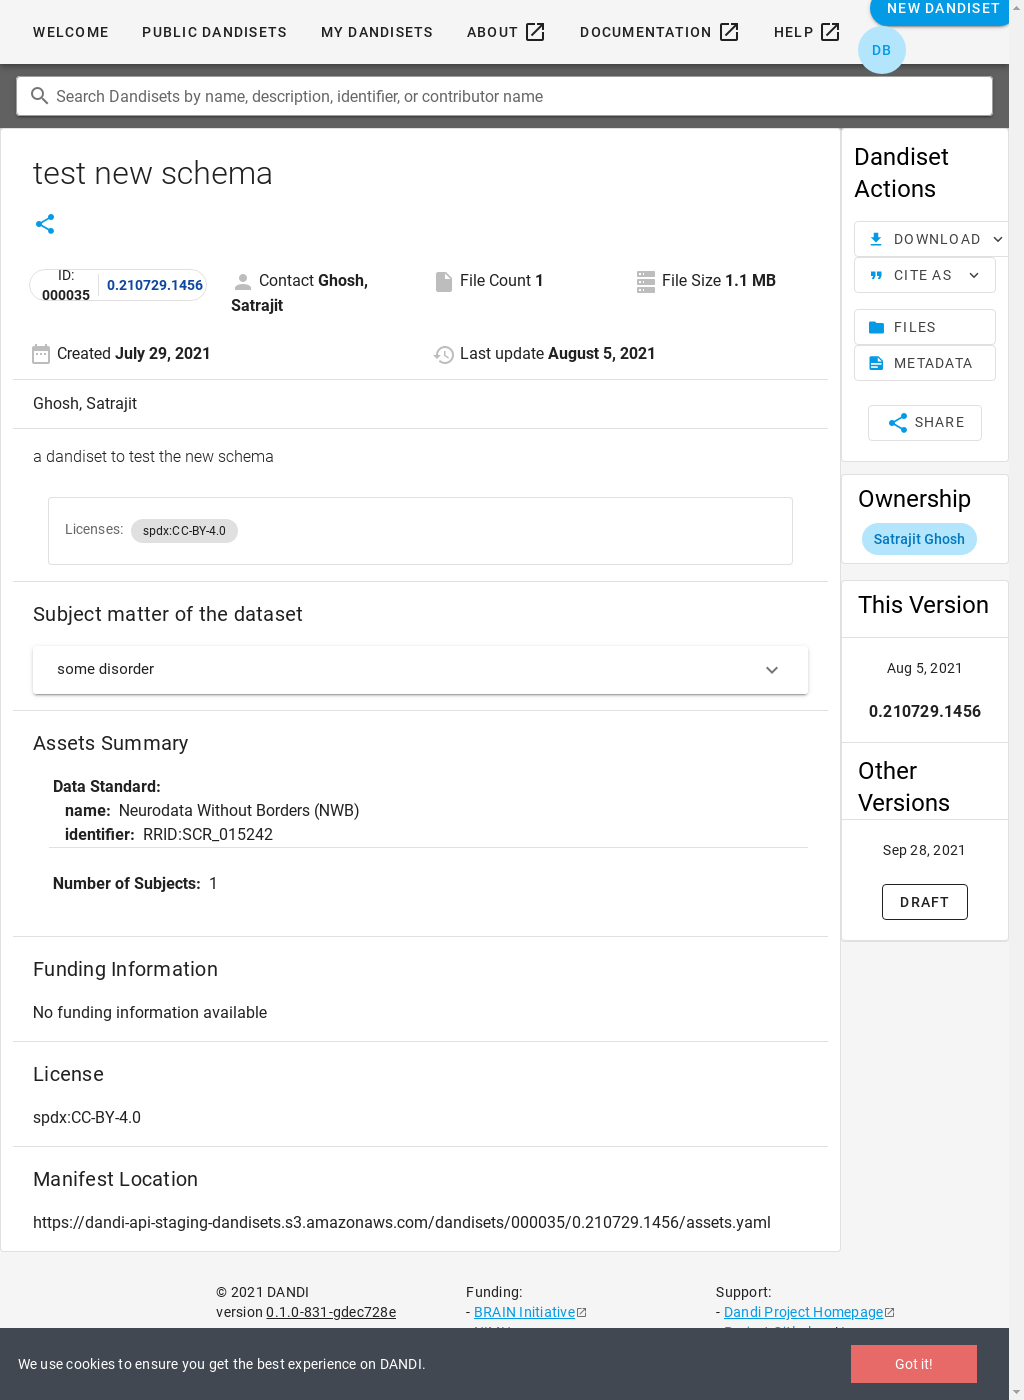 WELCOME PUBLIC DANDISETS MY DANDISETS ABOUT DOCUMENTATION HELP NEW DANDISET
DB
Search Dandisets by name, description, identifier, or contributor name
test new schema
ID: 000035 0.210729.1456
Contact Ghosh, Satrajit
File Count 1
File Size 1.1 MB
Created July 29, 2021
Last update August 5, 2021
Ghosh, Satrajit
a dandiset to test the new schema
Licenses: spdx:CC-BY-4.0
Subject matter of the dataset
some disorder
Assets Summary
Data Standard:
name: Neurodata Without Borders (NWB)
identifier: RRID:SCR_015242
Number of Subjects: 1
Funding Information
No funding information available
License
spdx:CC-BY-4.0
Manifest Location
https://dandi-api-staging-dandisets.s3.amazonaws.com/dandisets/000035/0.210729.1456/assets.yaml
Dandiset
Actions
DOWNLOAD
CITE AS
FILES
METADATA
SHARE
Ownership
Satrajit Ghosh
This Version
Aug 5, 2021
0.210729.1456
Other
Versions
Sep 28, 2021
DRAFT
© 2021 DANDI
version 0.1.0-831-gdec728e
Funding:
- BRAIN Initiative
Support:
- Dandi Project Homepage
We use cookies to ensure you get the best experience on DANDI.
Got it!